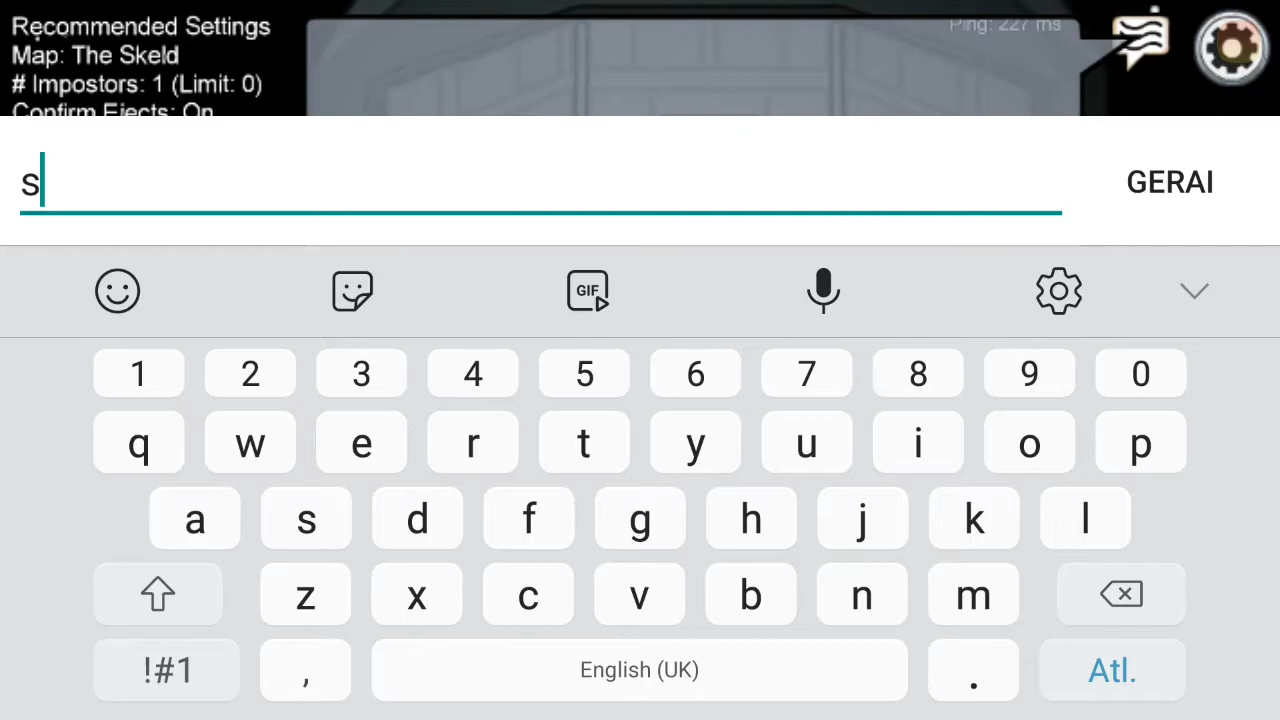 Recommended Settings
Map: The Skeld
# Impostors: 1 (Limit: 0)
Confirm Ejects: On
Ping: 227 ms
s
GERAI
GIF
1 2 3 4 5 6 7 8 9 0
q w e r t y u i o p
a s d f g h j k l
z x c v b n m
!#1 , English (UK) . Atl.